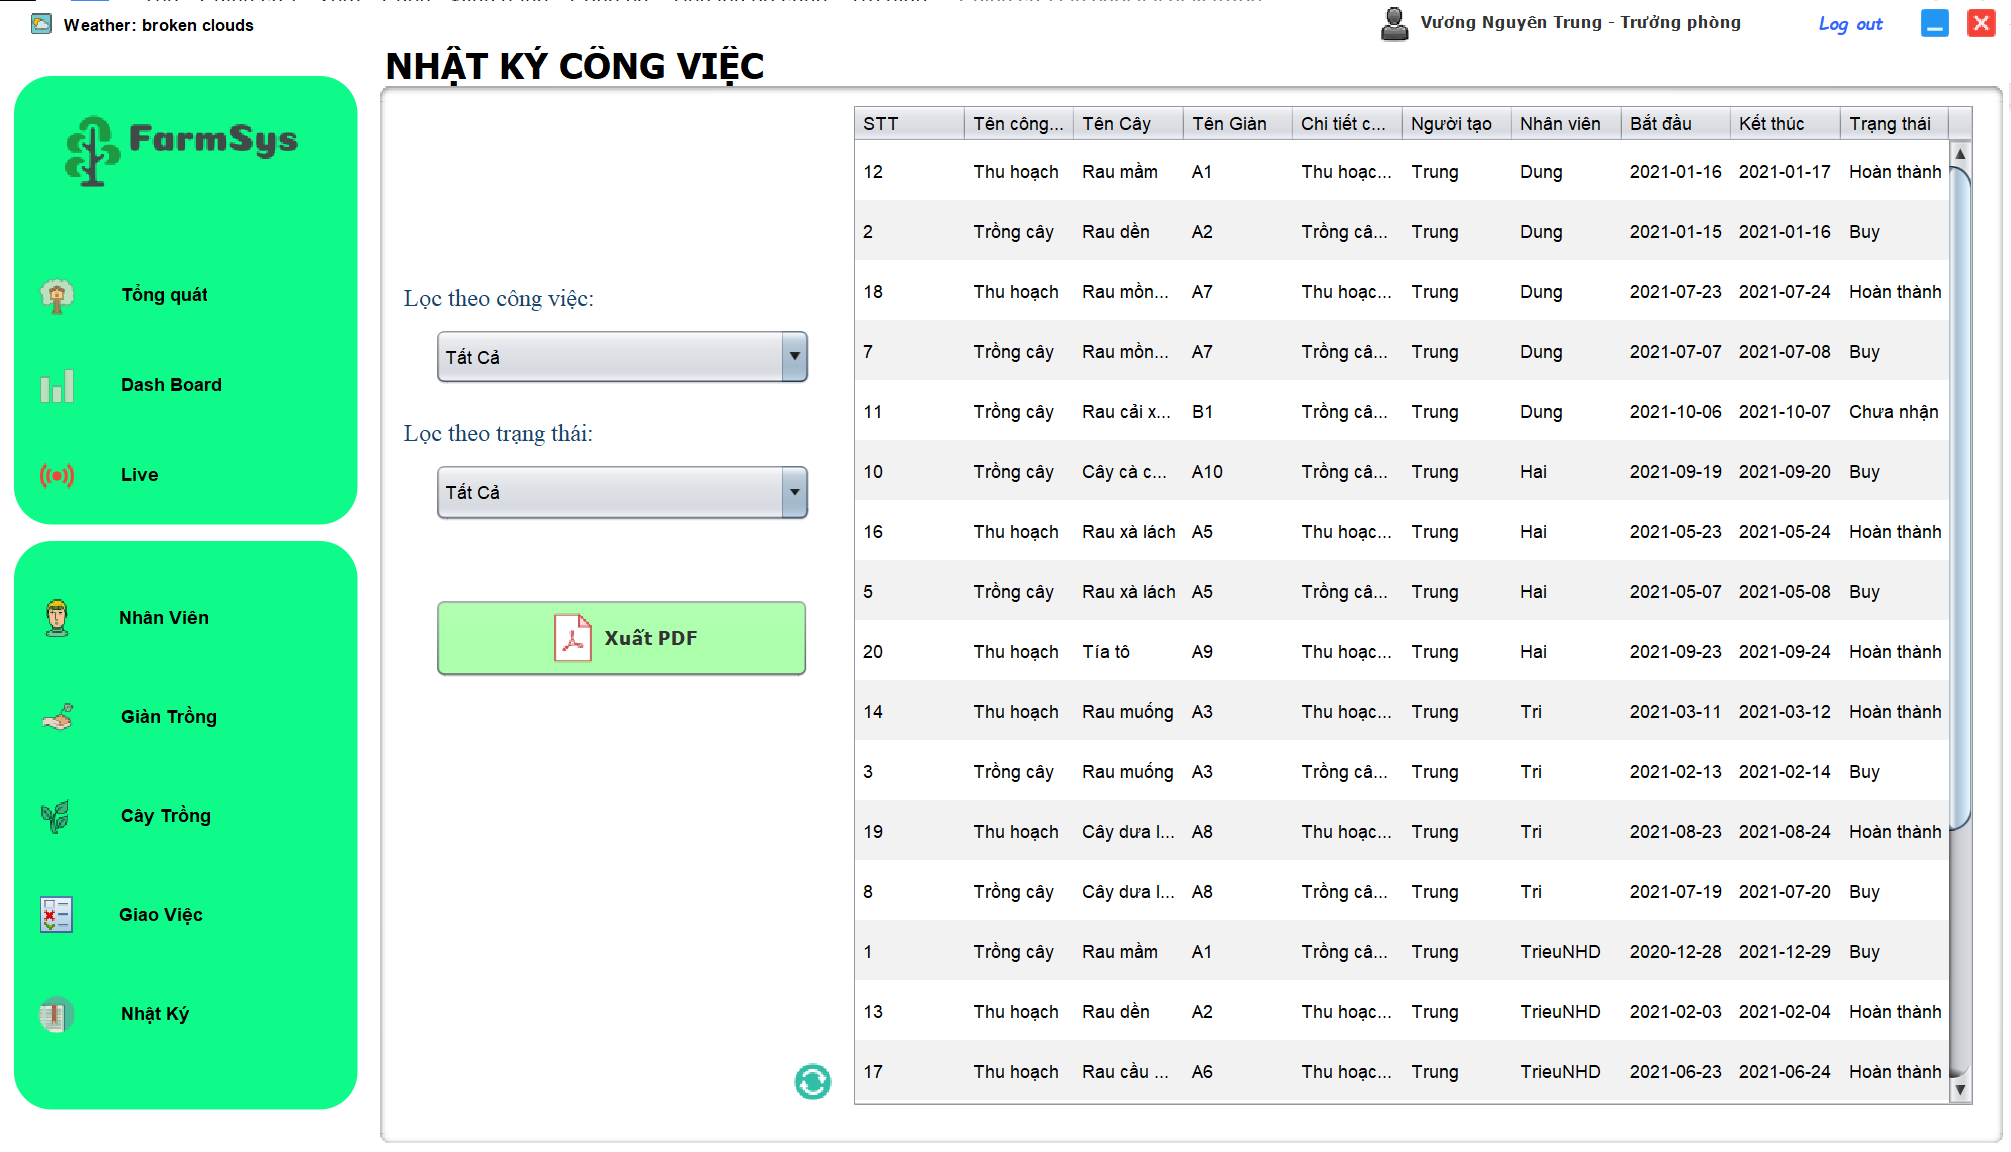 Weather: broken clouds
Vương Nguyên Trung - Trưởng phòng
Log out
NHẬT KÝ CÔNG VIỆC
FarmSys
Tổng quát
Dash Board
Live
Nhân Viên
Giàn Trồng
Cây Trồng
Giao Việc
Nhật Ký
Lọc theo công việc:
Tất Cả
Lọc theo trạng thái:
Tất Cả
Xuất PDF
STT Tên công... Tên Cây Tên Giàn Chi tiết c... Người tạo Nhân viên Bắt đầu Kết thúc Trạng thái
12 Thu hoạch Rau mầm A1 Thu hoạc... Trung Dung 2021-01-16 2021-01-17 Hoàn thành
2 Trồng cây Rau dền A2 Trồng câ... Trung Dung 2021-01-15 2021-01-16 Buy
18 Thu hoạch Rau mồn... A7 Thu hoạc... Trung Dung 2021-07-23 2021-07-24 Hoàn thành
7 Trồng cây Rau mồn... A7 Trồng câ... Trung Dung 2021-07-07 2021-07-08 Buy
11 Trồng cây Rau cải x... B1 Trồng câ... Trung Dung 2021-10-06 2021-10-07 Chưa nhận
10 Trồng cây Cây cà c... A10 Trồng câ... Trung Hai 2021-09-19 2021-09-20 Buy
16 Thu hoạch Rau xà lách A5 Thu hoạc... Trung Hai 2021-05-23 2021-05-24 Hoàn thành
5 Trồng cây Rau xà lách A5 Trồng câ... Trung Hai 2021-05-07 2021-05-08 Buy
20 Thu hoạch Tía tô A9 Thu hoạc... Trung Hai 2021-09-23 2021-09-24 Hoàn thành
14 Thu hoạch Rau muống A3 Thu hoạc... Trung Tri 2021-03-11 2021-03-12 Hoàn thành
3 Trồng cây Rau muống A3 Trồng câ... Trung Tri 2021-02-13 2021-02-14 Buy
19 Thu hoạch Cây dưa l... A8 Thu hoạc... Trung Tri 2021-08-23 2021-08-24 Hoàn thành
8 Trồng cây Cây dưa l... A8 Trồng câ... Trung Tri 2021-07-19 2021-07-20 Buy
1 Trồng cây Rau mầm A1 Trồng câ... Trung TrieuNHD 2020-12-28 2021-12-29 Buy
13 Thu hoạch Rau dền A2 Thu hoạc... Trung TrieuNHD 2021-02-03 2021-02-04 Hoàn thành
17 Thu hoạch Rau cầu ... A6 Thu hoạc... Trung TrieuNHD 2021-06-23 2021-06-24 Hoàn thành